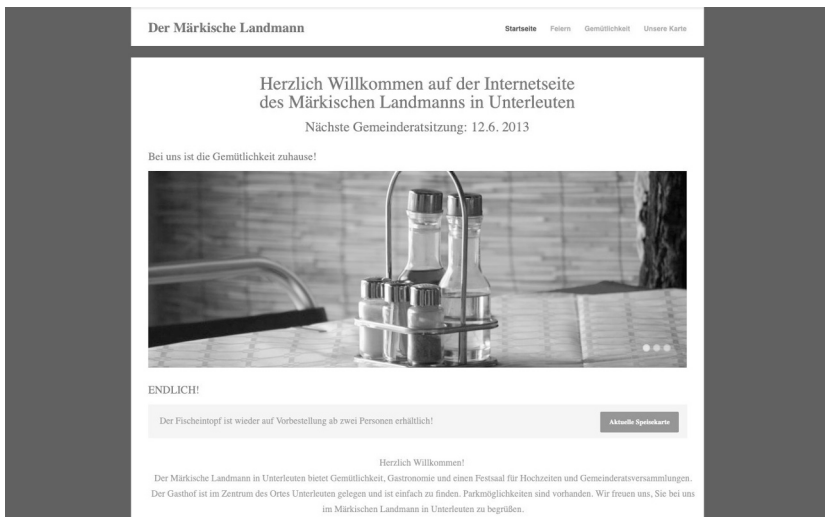 Der Märkische Landmann
Startseite Feiern Gemütlichkeit Unsere Karte
Herzlich Willkommen auf der Internetseite
des Märkischen Landmanns in Unterleuten
Nächste Gemeinderatsitzung: 12.6. 2013
Bei uns ist die Gemütlichkeit zuhause!
ENDLICH!
Der Fischeintopf ist wieder auf Vorbestellung ab zwei Personen erhältlich!
Aktuelle Speisekarte
Herzlich Willkommen!
Der Märkische Landmann in Unterleuten bietet Gemütlichkeit, Gastronomie und einen Festsaal für Hochzeiten und Gemeinderatsversammlungen.
Der Gasthof ist im Zentrum des Ortes Unterleuten gelegen und ist einfach zu finden. Parkmöglichkeiten sind vorhanden. Wir freuen uns, Sie bei uns
im Märkischen Landmann in Unterleuten zu begrüßen.